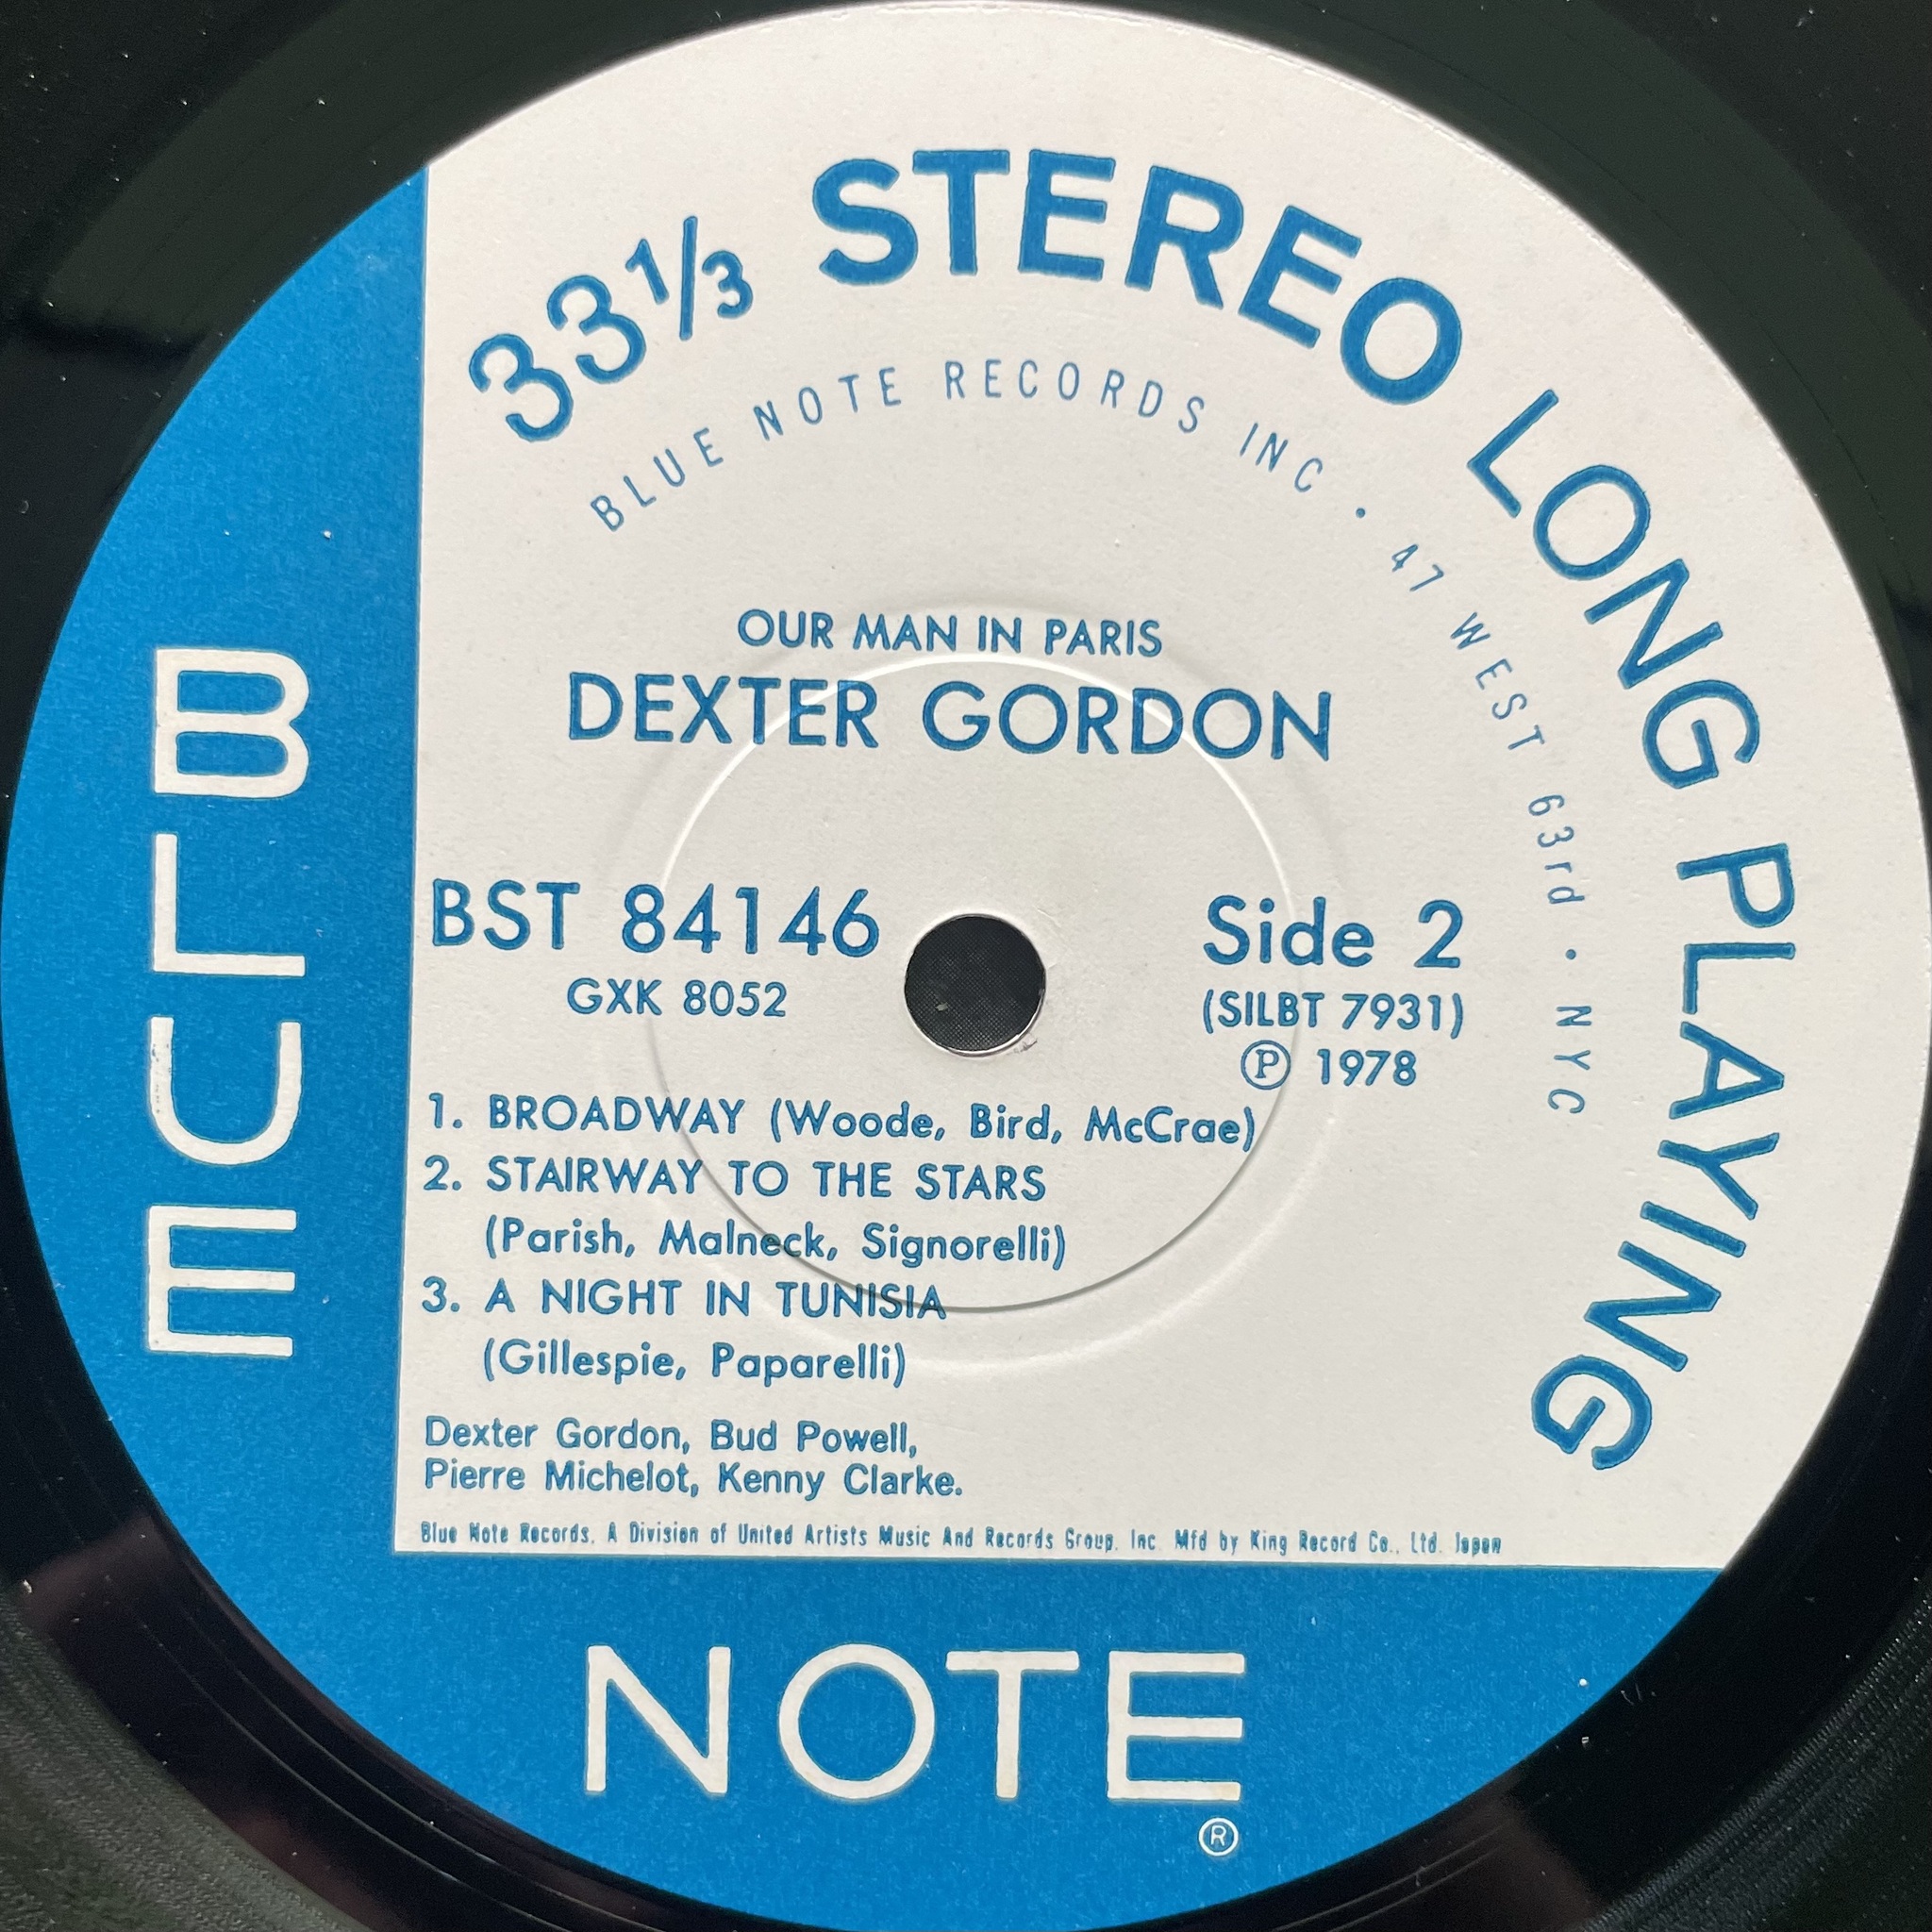 33 1/3 STEREO LONG PLAYING
BLUE NOTE RECORDS INC · 47 WEST 63rd · NYC
OUR MAN IN PARIS
DEXTER GORDON
BST 84146
GXK 8052
Side 2
(SILBT 7931)
Ⓟ 1978
1. BROADWAY (Woode, Bird, McCrae)
2. STAIRWAY TO THE STARS
(Parish, Malneck, Signorelli)
3. A NIGHT IN TUNISIA
(Gillespie, Paparelli)
Dexter Gordon, Bud Powell,
Pierre Michelot, Kenny Clarke.
Blue Note Records, A Division of United Artists Music And Records Group, Inc. Mfd by King Record Co., Ltd. Japan
BLUE
NOTE
®